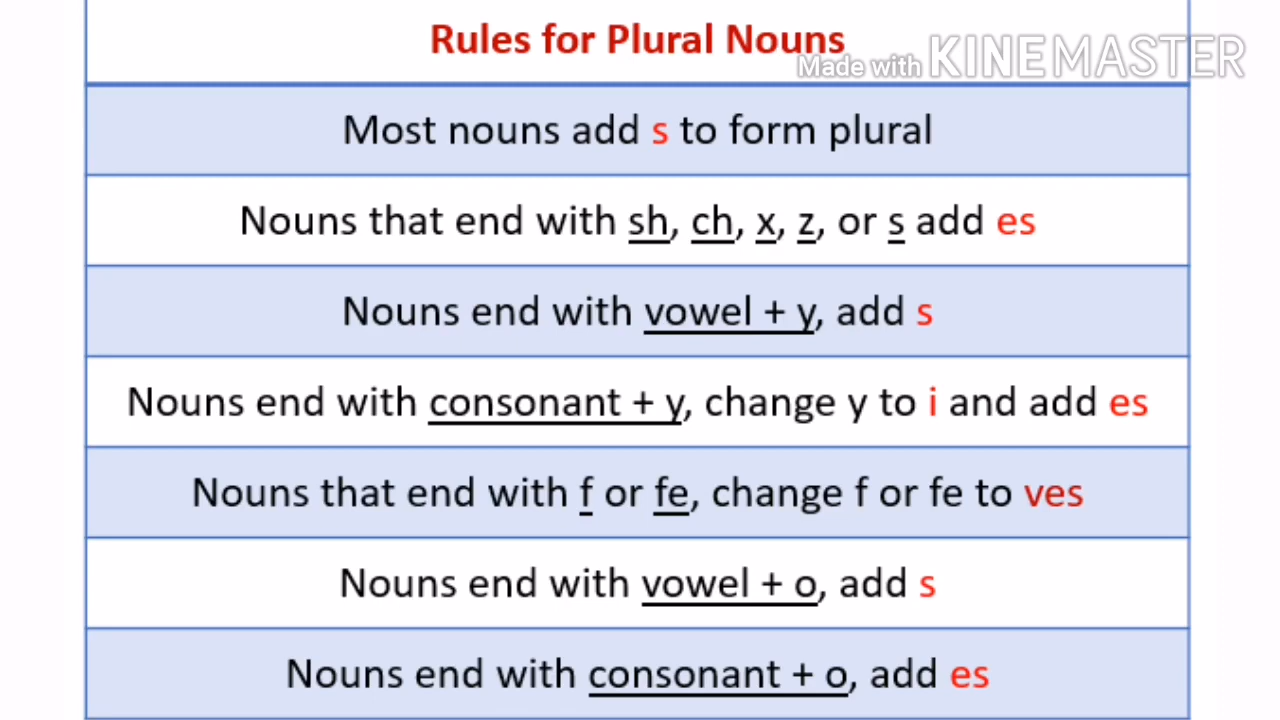 Rules for Plural Nouns
Made with KINEMASTER
Most nouns add s to form plural
Nouns that end with sh, ch, x, z, or s add es
Nouns end with vowel + y, add s
Nouns end with consonant + y, change y to i and add es
Nouns that end with f or fe, change f or fe to ves
Nouns end with vowel + o, add s
Nouns end with consonant + o, add es